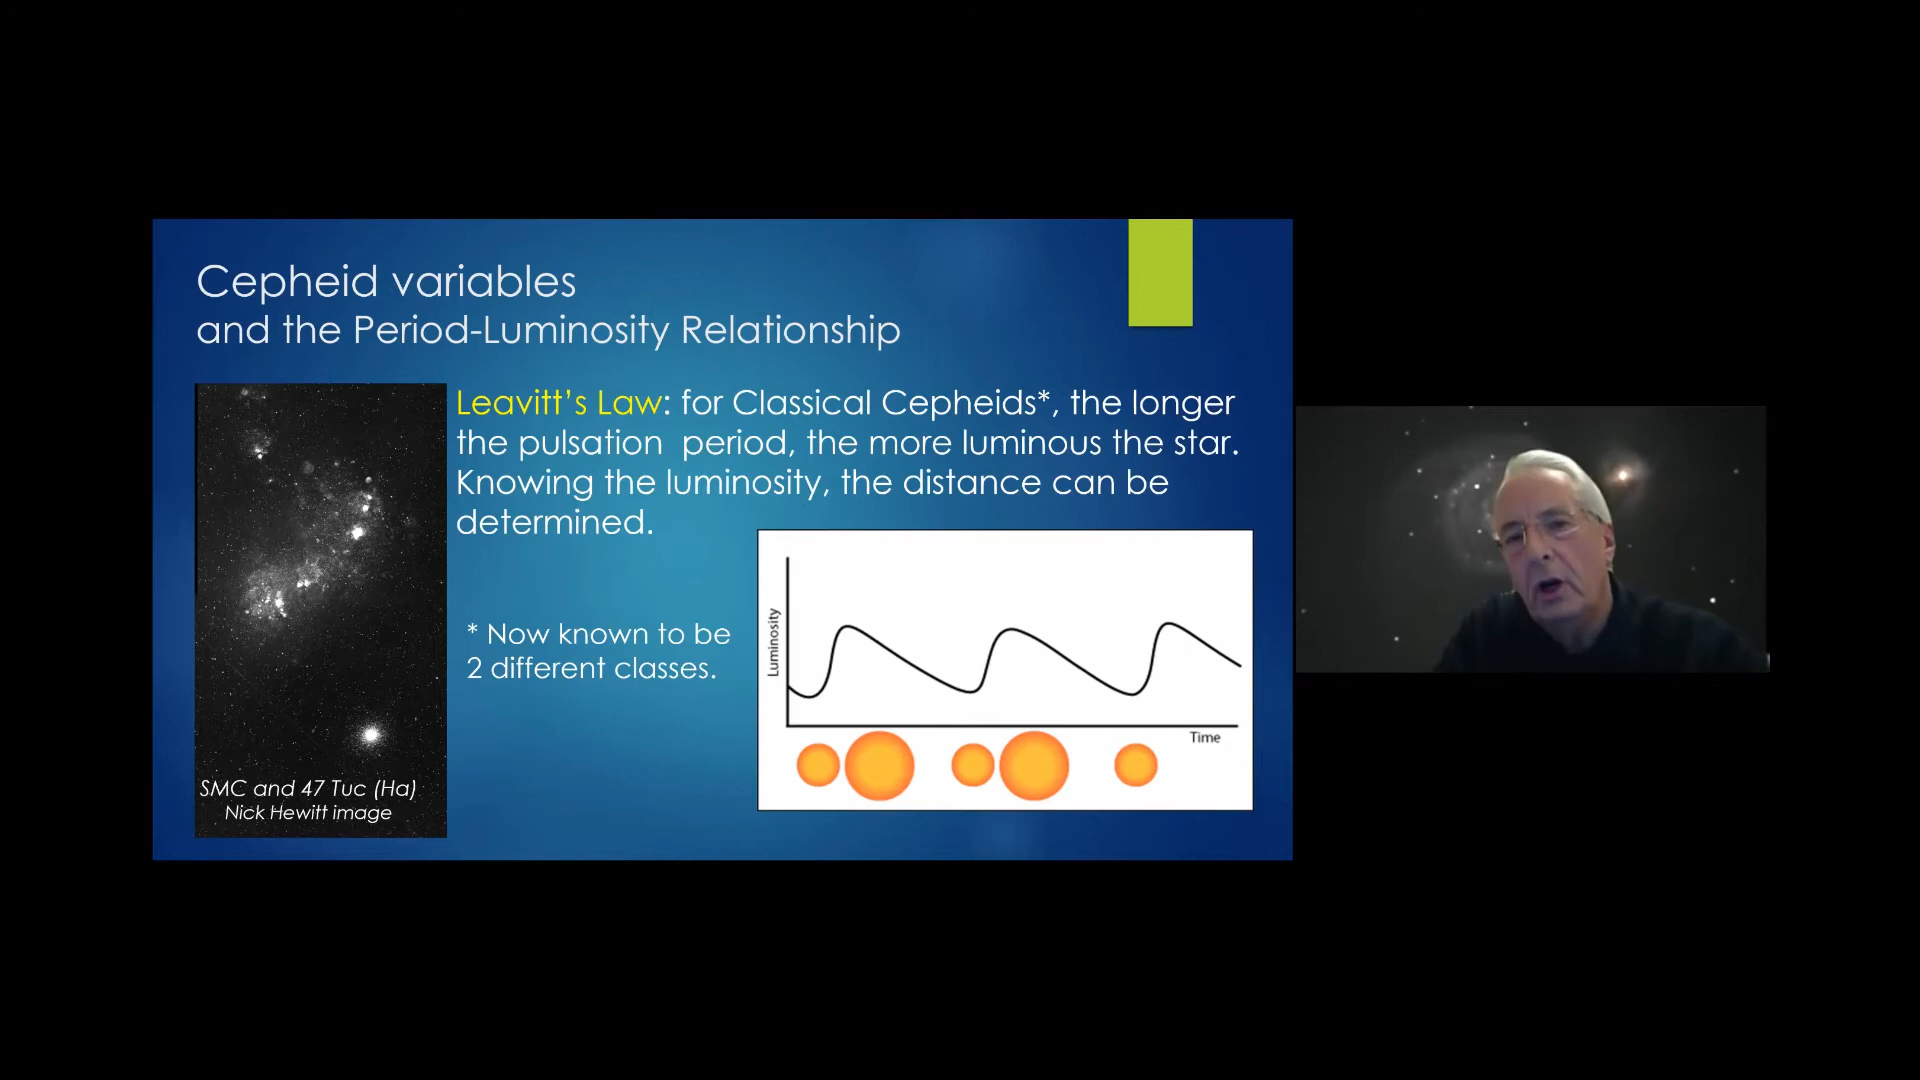 Cepheid variables
and the Period-Luminosity Relationship
Leavitt’s Law: for Classical Cepheids*, the longer
the pulsation period, the more luminous the star.
Knowing the luminosity, the distance can be
determined.
* Now known to be
2 different classes.
Luminosity
Time
SMC and 47 Tuc (Ha)
Nick Hewitt image